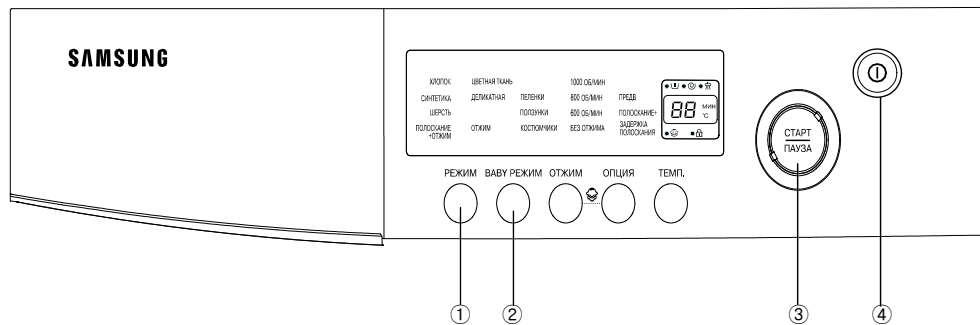 SAMSUNG
ХЛОПОК ЦВЕТНАЯ ТКАНЬ 1000 ОБ/МИН
СИНТЕТИКА ДЕЛИКАТНАЯ ПЕЛЕНКИ 800 ОБ/МИН ПРЕДВ
ШЕРСТЬ ПОЛЗУНКИ 600 ОБ/МИН ПОЛОСКАНИЕ+
ПОЛОСКАНИЕ
+ОТЖИМ ОТЖИМ КОСТЮМЧИКИ БЕЗ ОТЖИМА ЗАДЕРЖКА
ПОЛОСКАНИЯ
88 МИН
°C
СТАРТ
ПАУЗА
РЕЖИМ BABY РЕЖИМ ОТЖИМ ОПЦИЯ ТЕМП.
① ② ③ ④